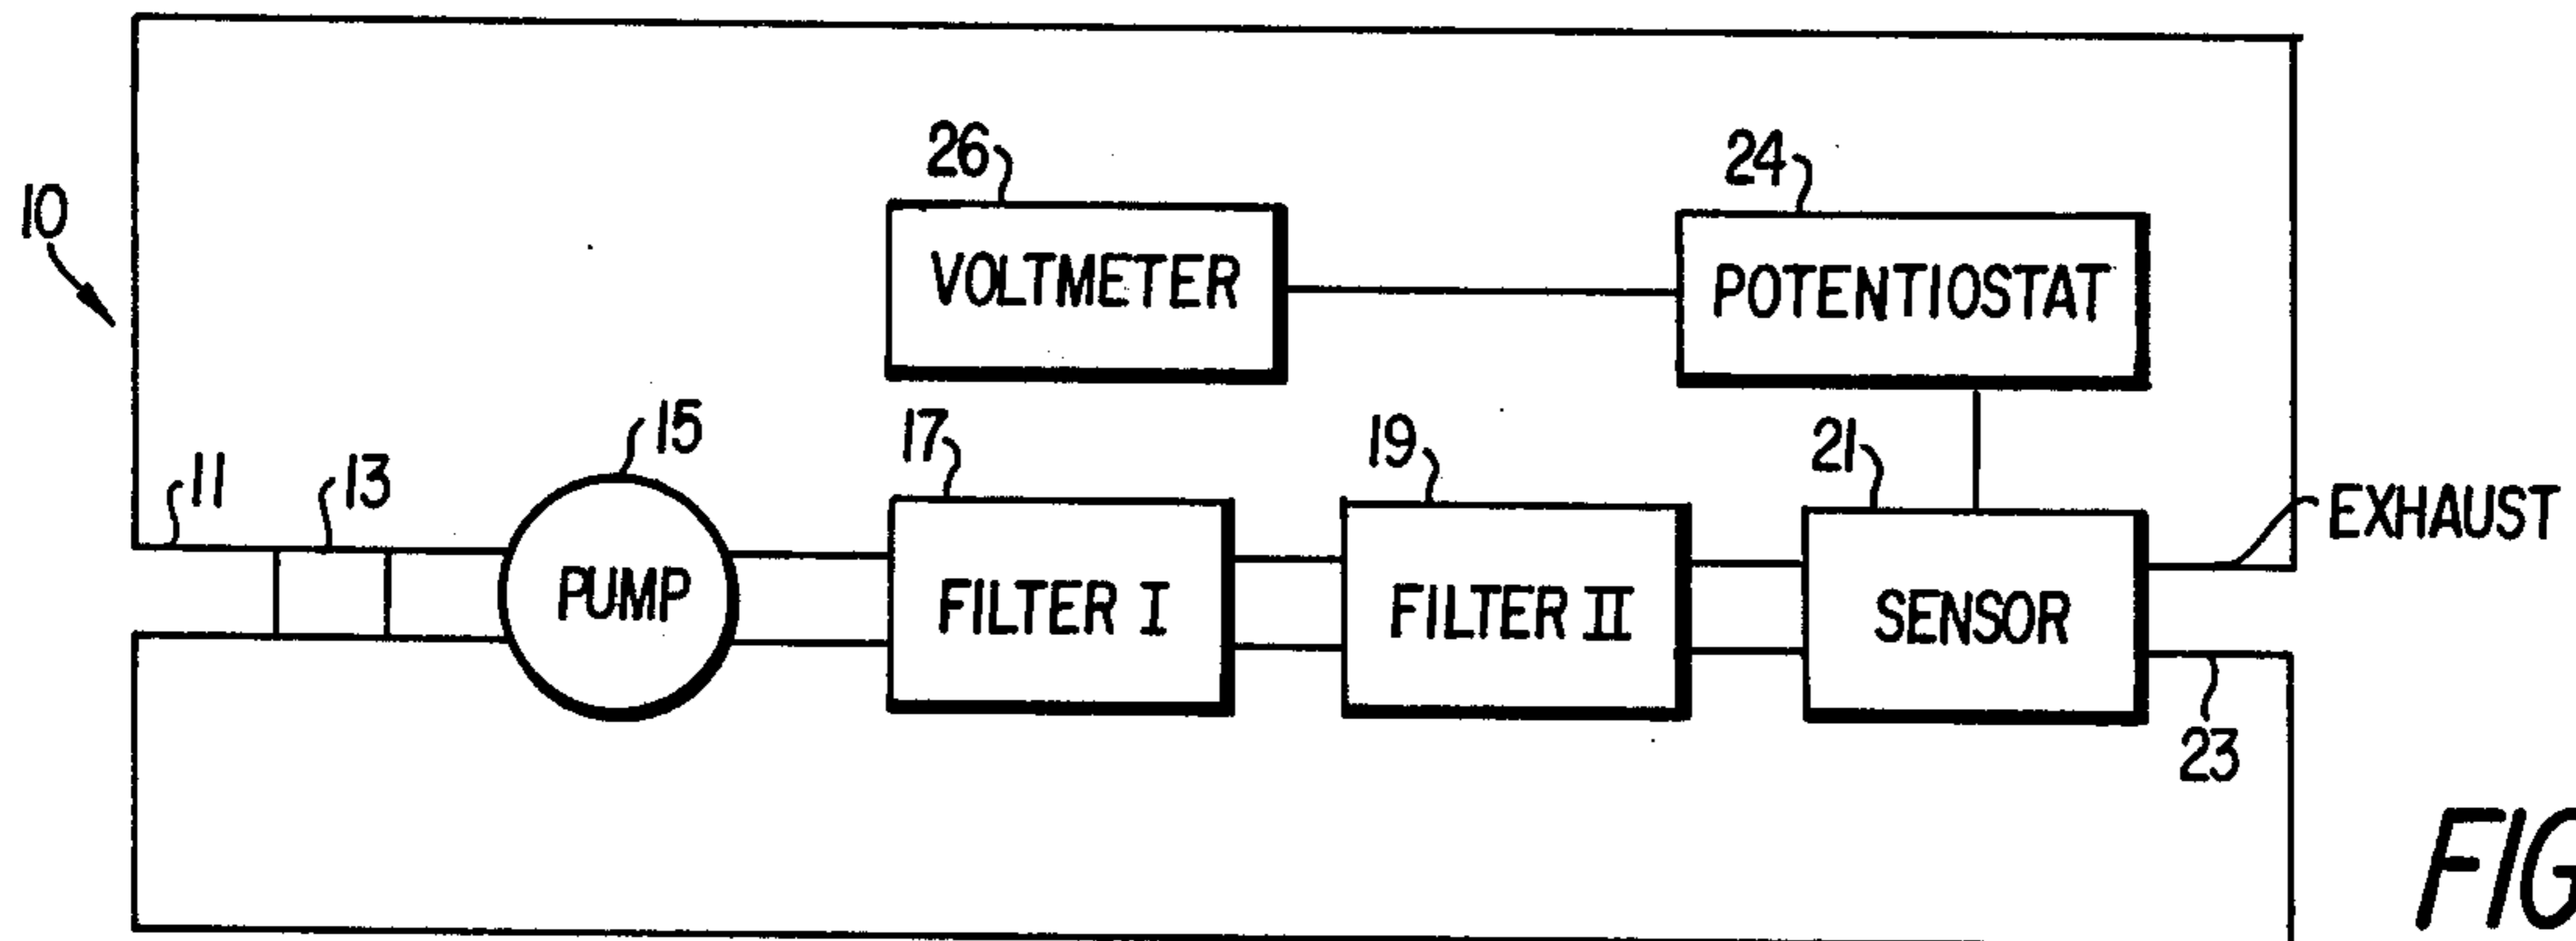 26
24
10
VOLTMETER
POTENTIOSTAT
15
17
19
21
11
13
EXHAUST
PUMP
FILTER I
FILTER II
SENSOR
23
FIG